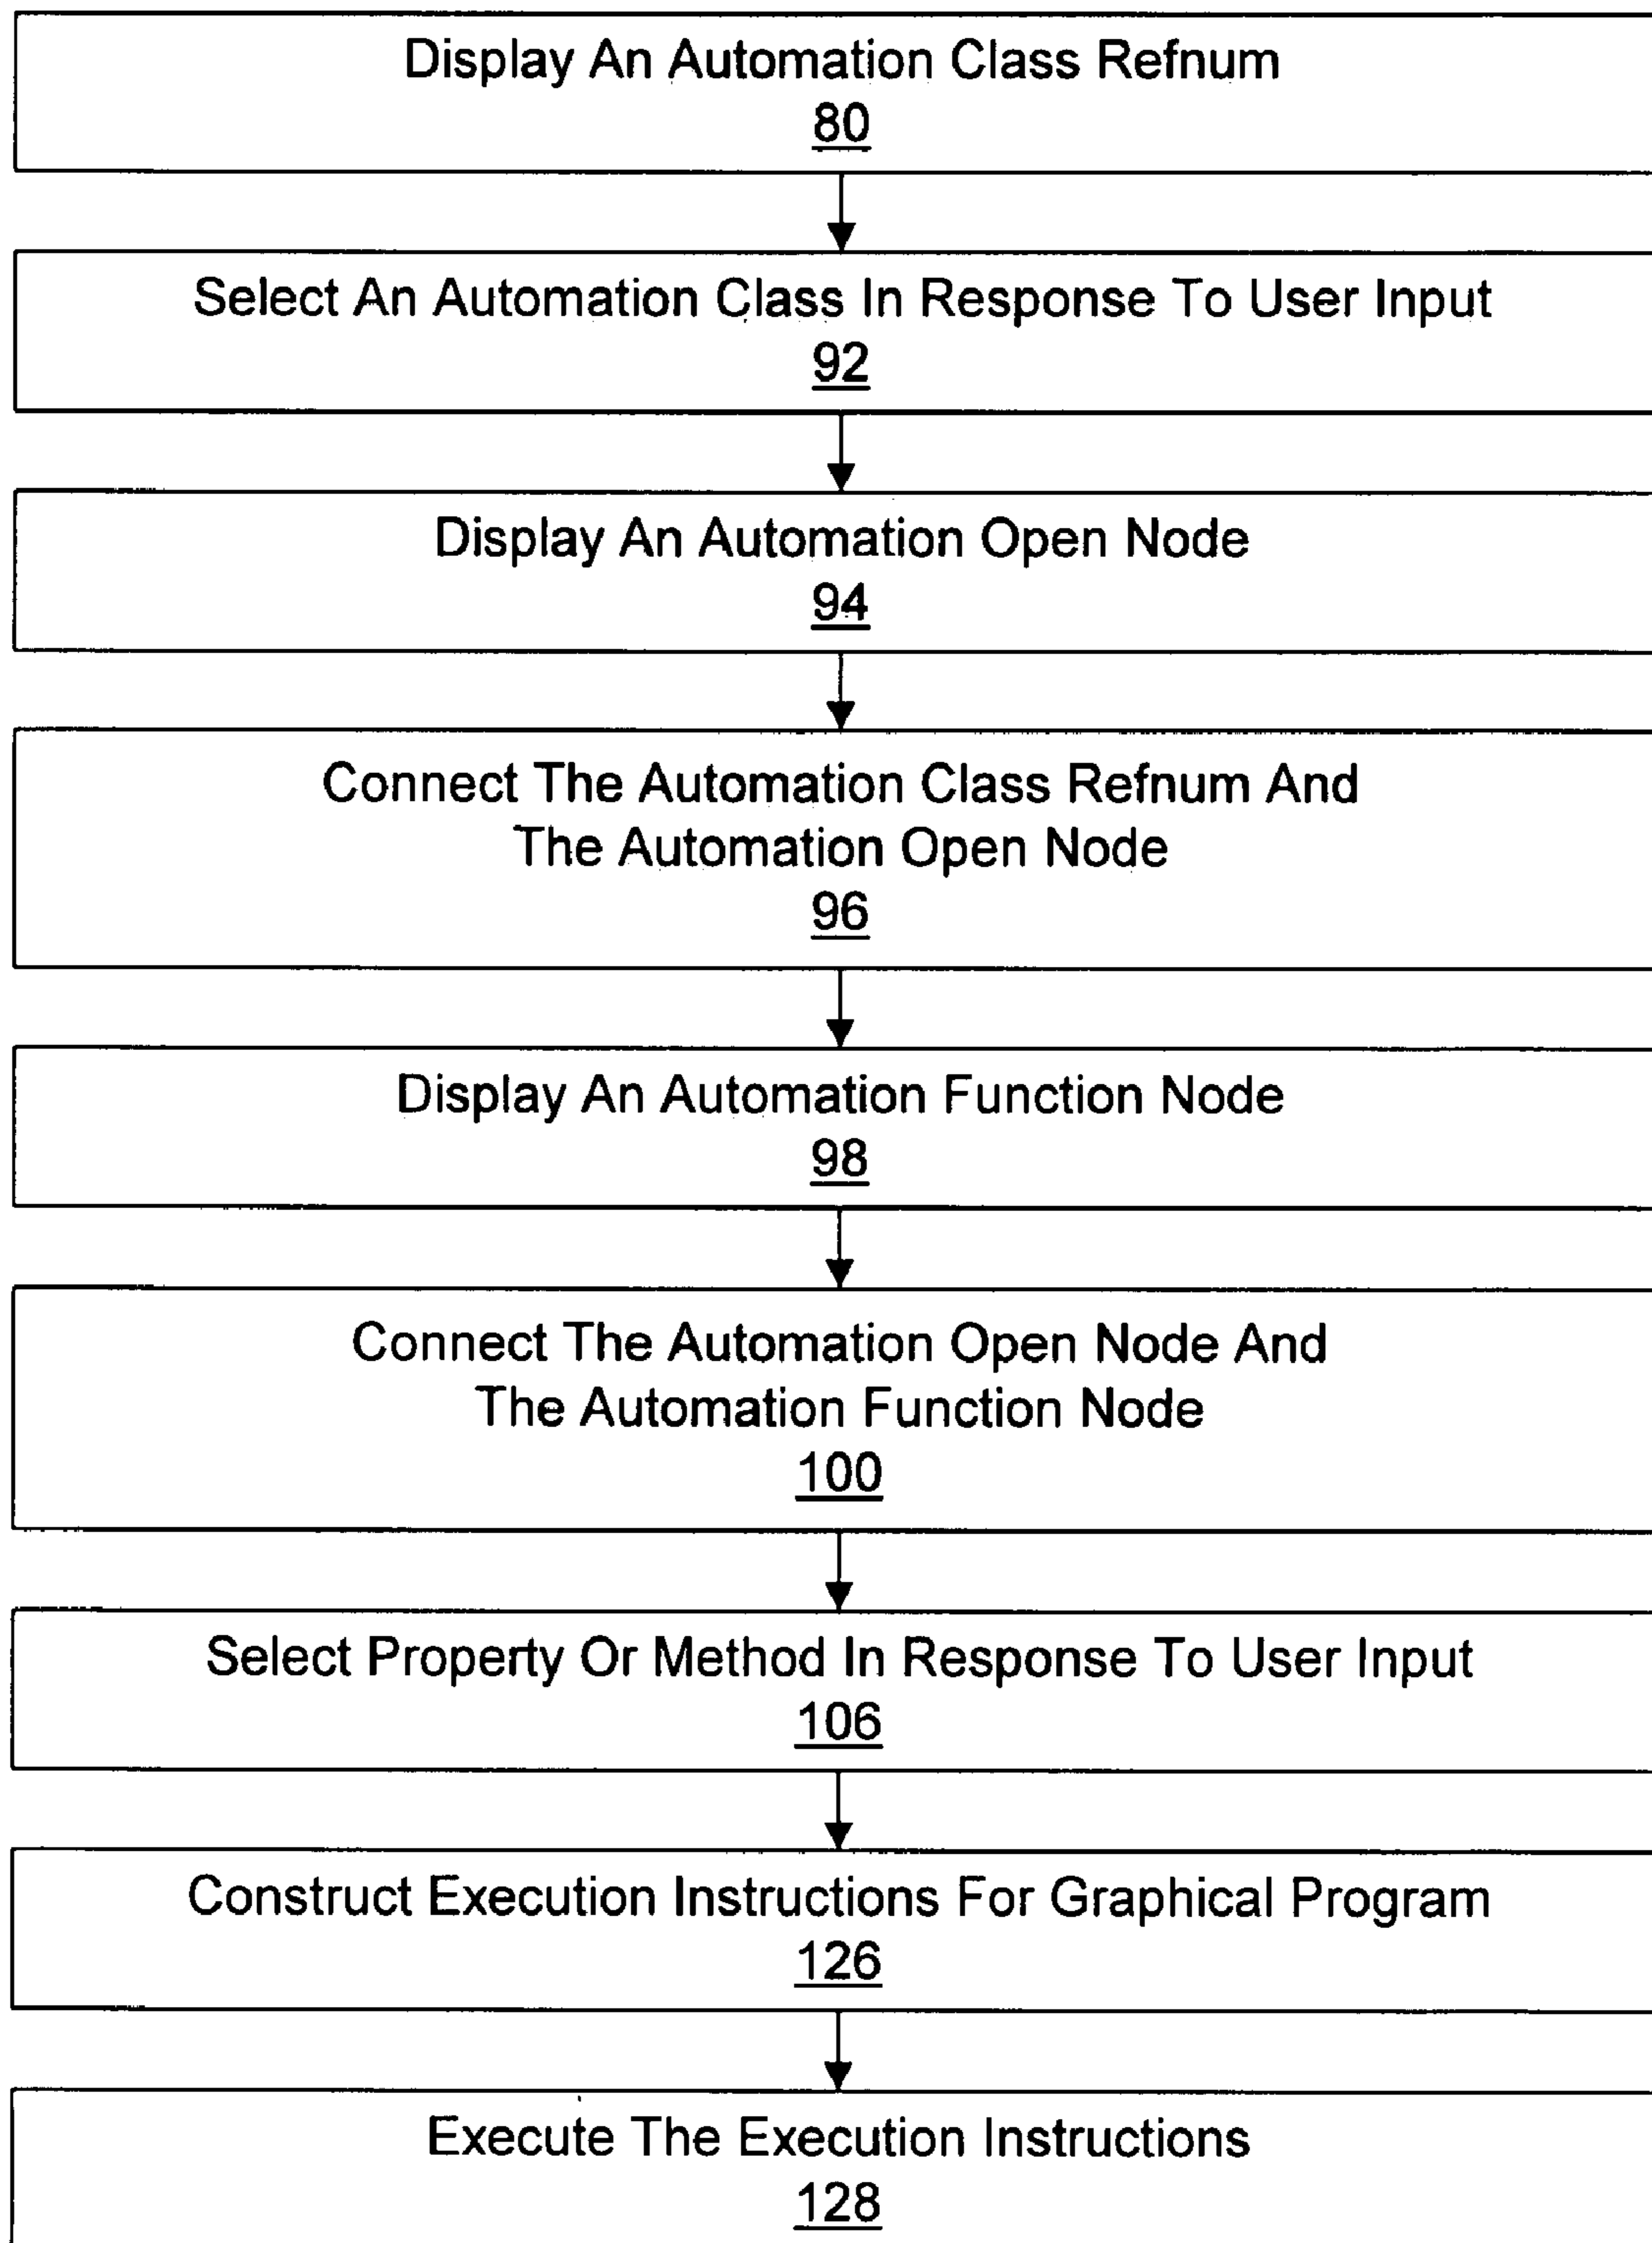 Display An Automation Class Refnum
80
Select An Automation Class In Response To User Input
92
Display An Automation Open Node
94
Connect The Automation Class Refnum And
The Automation Open Node
96
Display An Automation Function Node
98
Connect The Automation Open Node And
The Automation Function Node
100
Select Property Or Method In Response To User Input
106
Construct Execution Instructions For Graphical Program
126
Execute The Execution Instructions
128